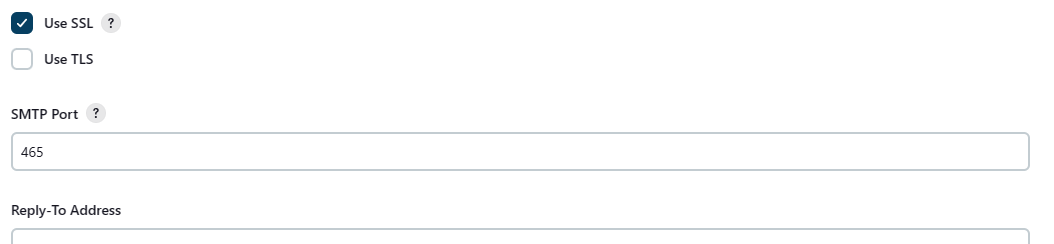 Use SSL ?
Use TLS
SMTP Port ?
465
Reply-To Address